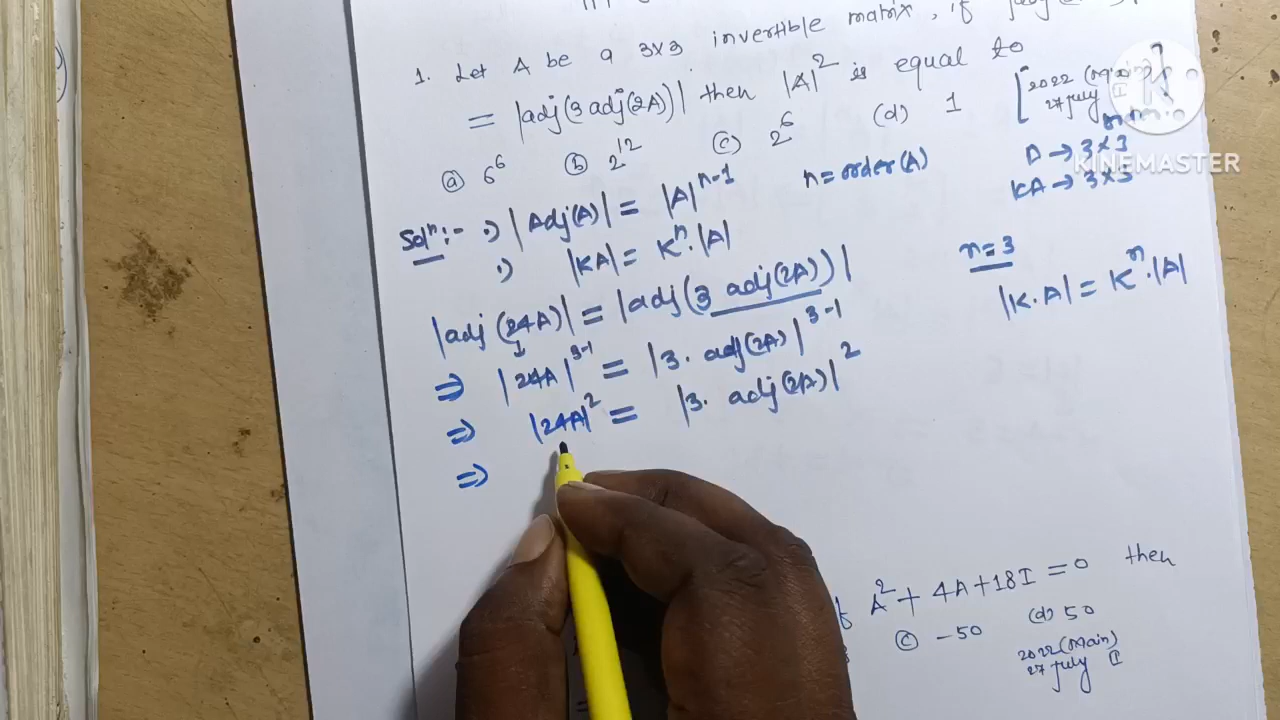 1. Let A be a 3×3 invertible matrix, if
= |adj(3 adj(2A))| then |A|² is equal to
[2022 (Main) 27 July I]
(a) 6⁶ (b) 2¹² (c) 2⁶ (d) 1
KINEMASTER
Solⁿ:- •) |Adj(A)| = |A|ⁿ⁻¹ n = order(A)
→ 3×3
KA → 3×3
•) |KA| = Kⁿ.|A|
n=3
|K.A| = Kⁿ.|A|
|adj (24A)| = |adj(3 adj(2A))|
⇒ |24A|³⁻¹ = |3. adj(2A)|³⁻¹
⇒ |24A|² = |3. adj(2A)|²
⇒
A² + 4A + 18I = 0 then
(c) -50 (d) 50
2022 (Main)
27 July I